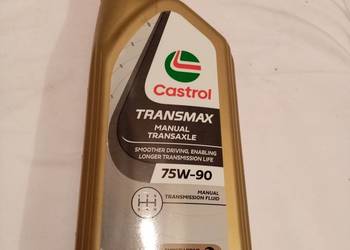 Castrol
TRANSMAX
MANUAL
TRANSAXLE
SMOOTHER DRIVING, ENABLING
LONGER TRANSMISSION LIFE
75W-90
MANUAL
TRANSMISSION FLUID